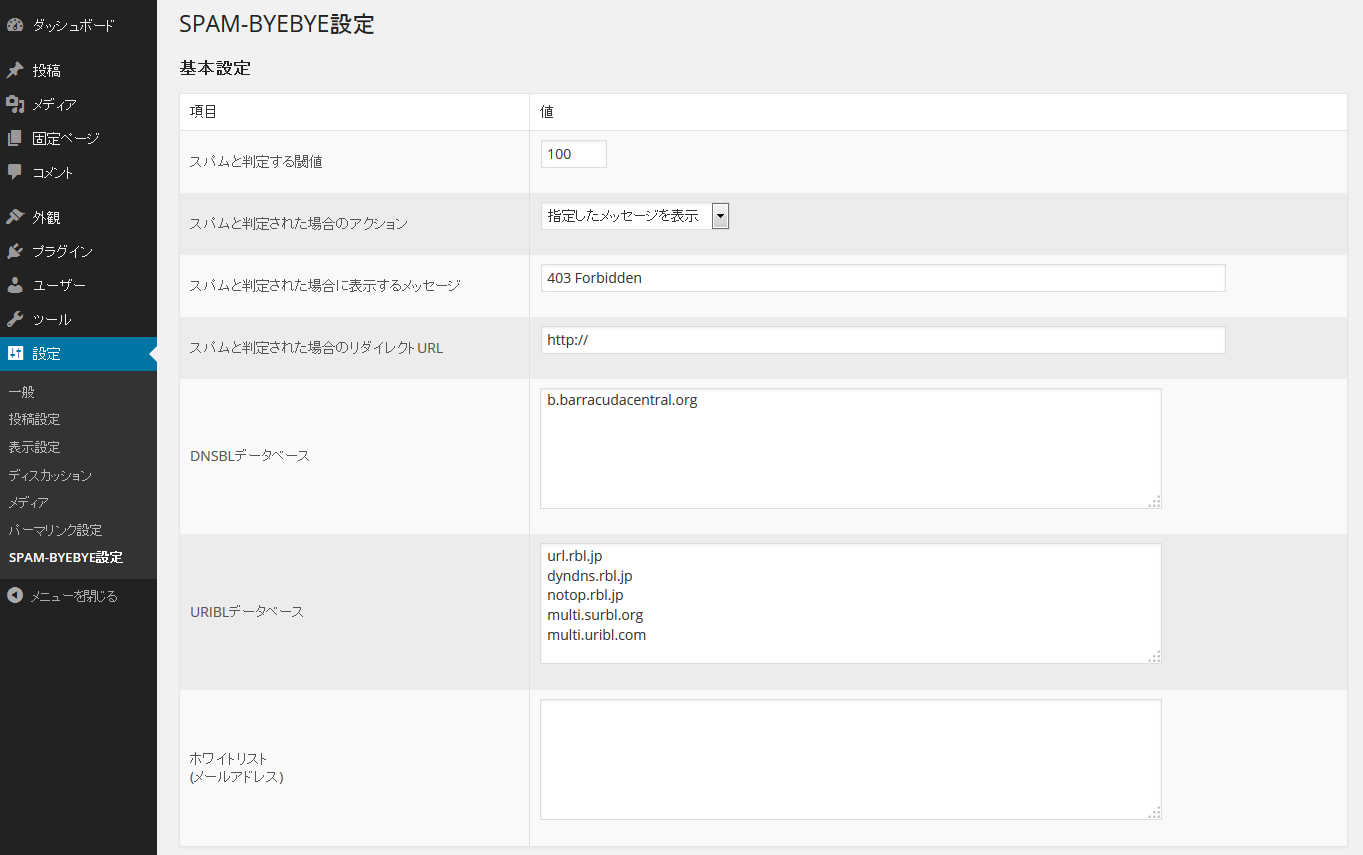 ダッシュボード
投稿
メディア
固定ページ
コメント
外観
プラグイン
ユーザー
ツール
設定
一般
投稿設定
表示設定
ディスカッション
メディア
パーマリンク設定
SPAM-BYEBYE設定
メニューを閉じる
SPAM-BYEBYE設定
基本設定
項目 値
スパムと判定する閾値 100
スパムと判定された場合のアクション 指定したメッセージを表示
スパムと判定された場合に表示するメッセージ 403 Forbidden
スパムと判定された場合のリダイレクトURL http://
DNSBLデータベース
b.barracudacentral.org
URIBLデータベース
url.rbl.jp
dyndns.rbl.jp
notop.rbl.jp
multi.surbl.org
multi.uribl.com
ホワイトリスト
(メールアドレス)